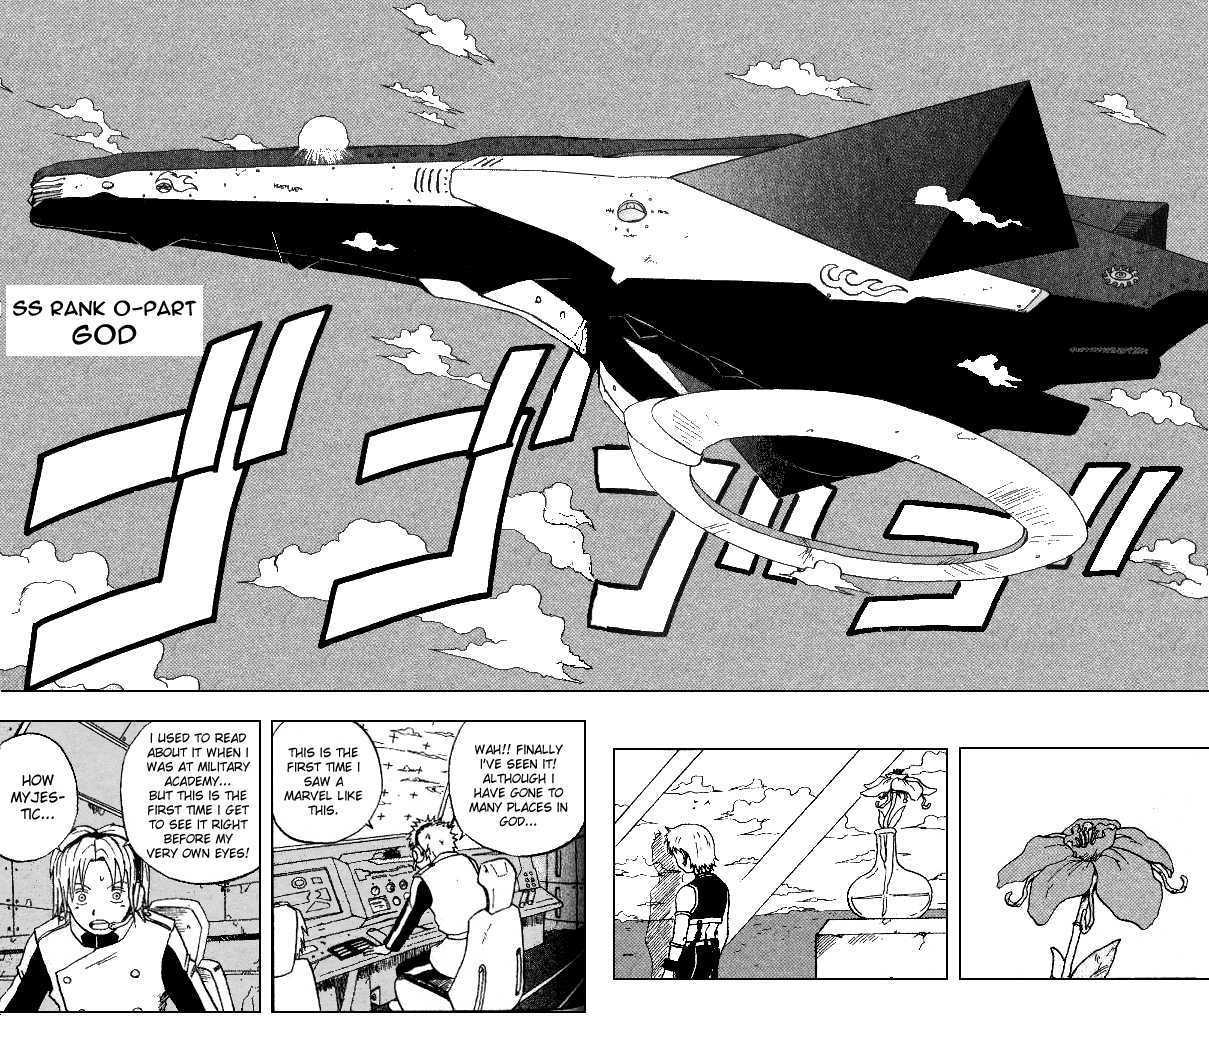 SS RANK O-PART
GOD
ゴゴゴゴ
WAH!! FINALLY
I'VE SEEN IT!
ALTHOUGH I
HAVE GONE TO
MANY PLACES IN
GOD...
THIS IS THE
FIRST TIME I
SAW A
MARVEL LIKE
THIS.
I USED TO READ
ABOUT IT WHEN I
WAS AT MILITARY
ACADEMY...
BUT THIS IS THE
FIRST TIME I GET
TO SEE IT RIGHT
BEFORE MY
VERY OWN EYES!
HOW
MYJES-
TIC...